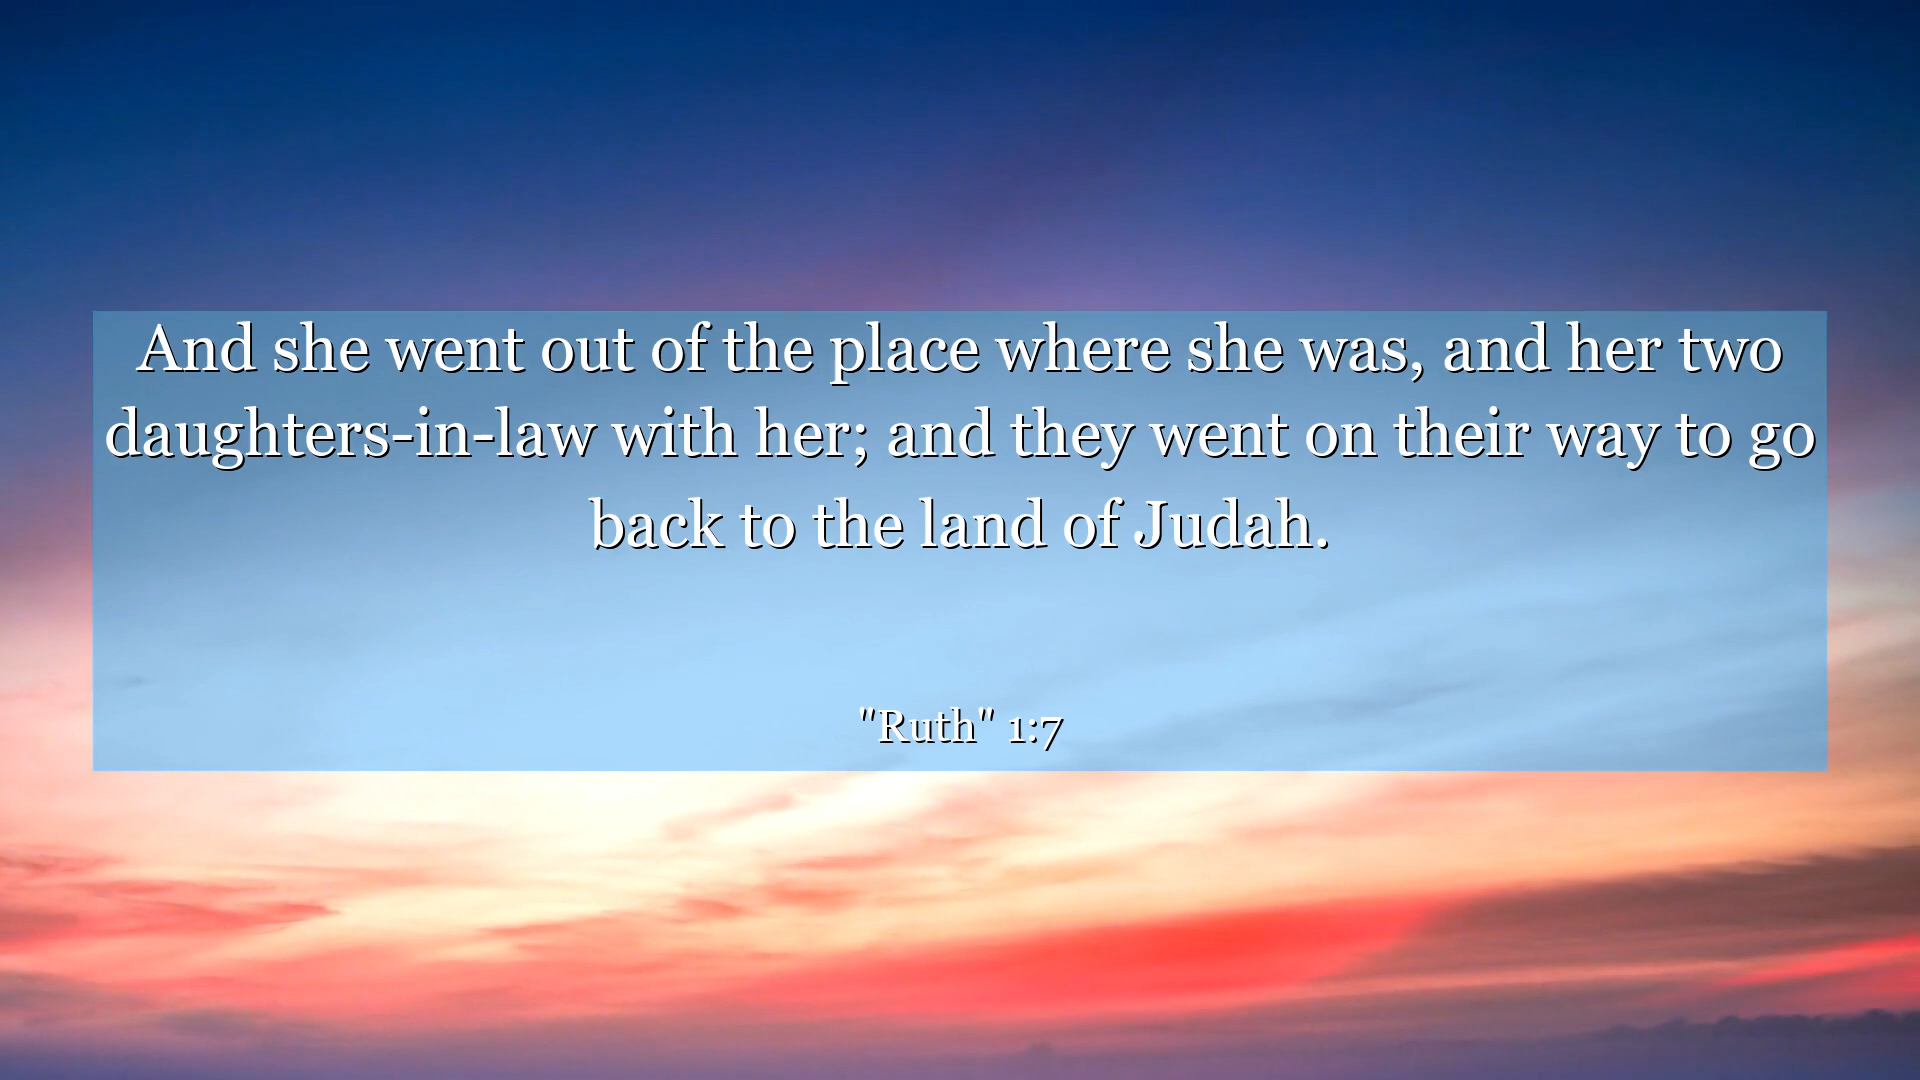 And she went out of the place where she was, and her two
daughters-in-law with her; and they went on their way to go
back to the land of Judah.
"Ruth" 1:7